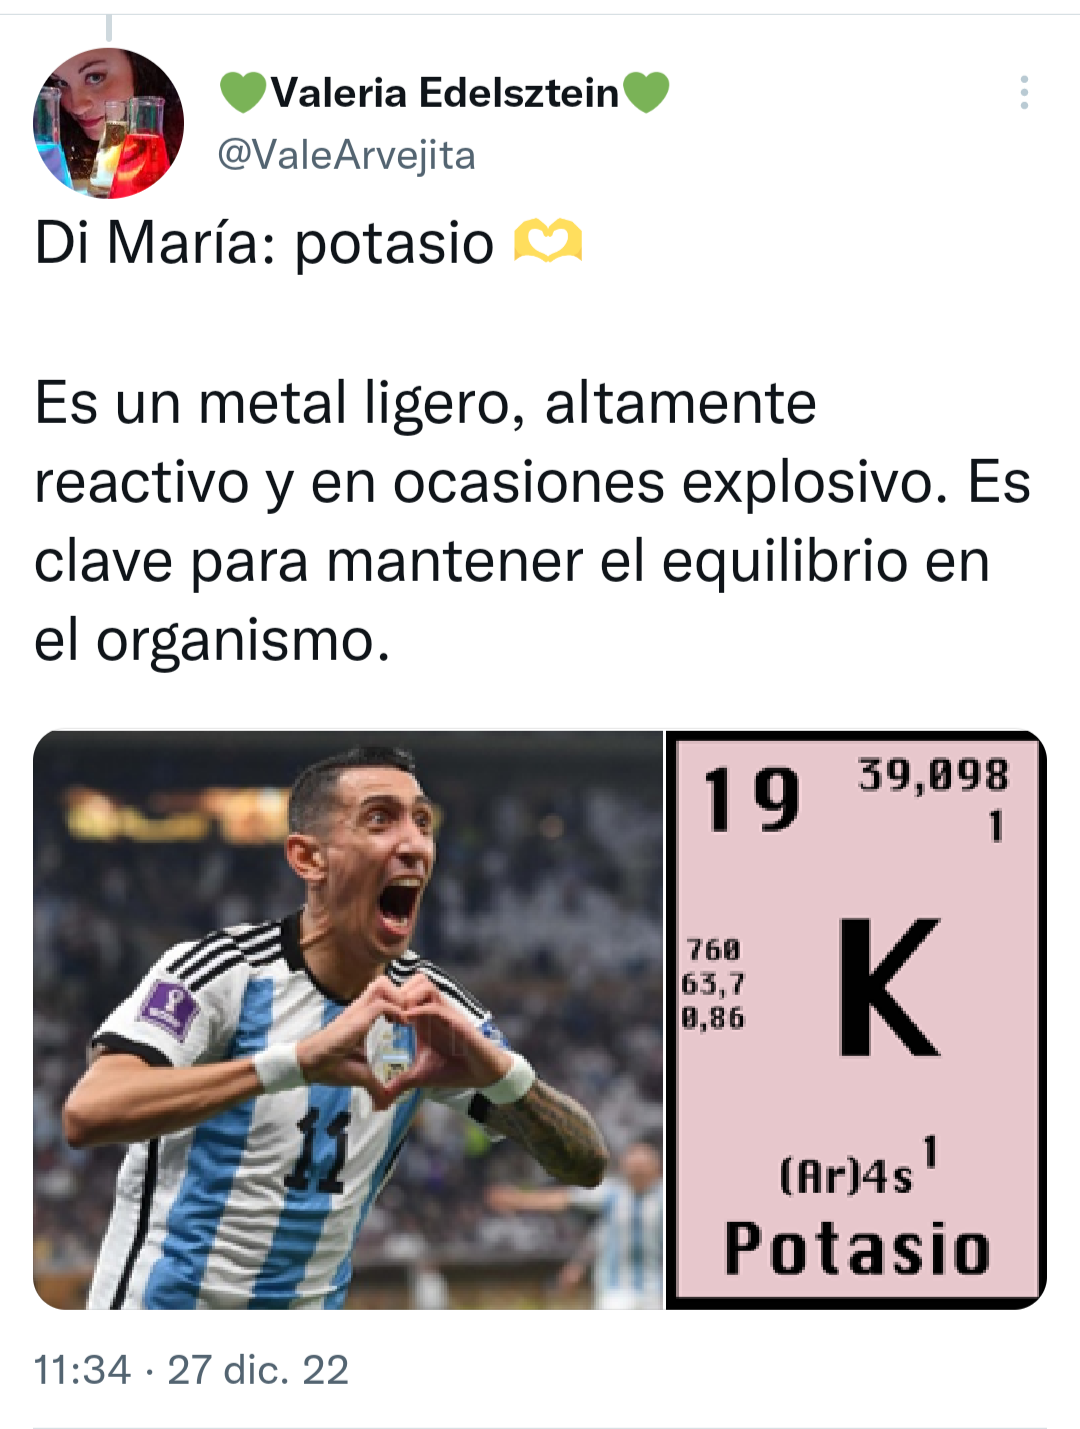 💚Valeria Edelsztein💚
@ValeArvejita
Di María: potasio 🫶
Es un metal ligero, altamente
reactivo y en ocasiones explosivo. Es
clave para mantener el equilibrio en
el organismo.
11
19
39,098
1
760
63,7
0,86
K
(Ar)4s¹
Potasio
11:34 · 27 dic. 22